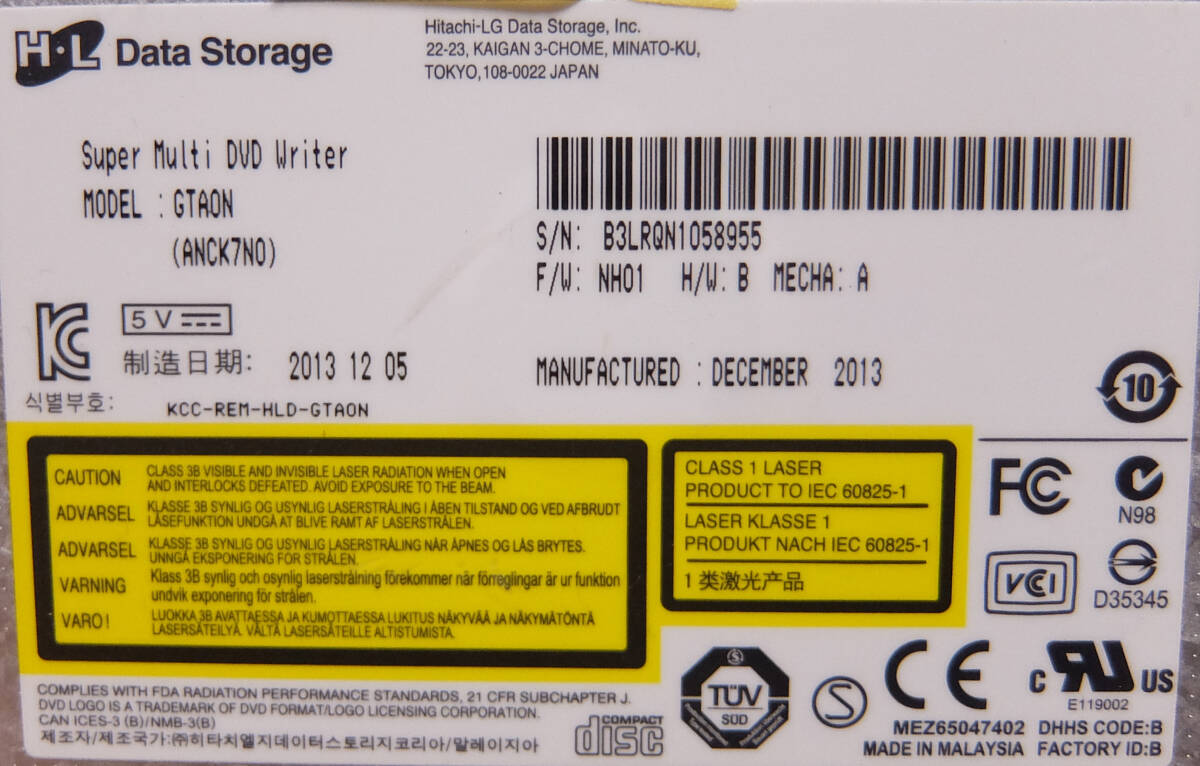 H·L Data Storage
Hitachi-LG Data Storage, Inc.
22-23, KAIGAN 3-CHOME, MINATO-KU,
TOKYO,108-0022 JAPAN
Super Multi DVD Writer
MODEL : GTA0N
(ANCK7N0)
S/N: B3LRQN1058955
F/W: NH01 H/W: B MECHA: A
5 V
制造日期: 2013 12 05
MANUFACTURED : DECEMBER 2013
식별부호: KCC-REM-HLD-GTA0N
10
CAUTION CLASS 3B VISIBLE AND INVISIBLE LASER RADIATION WHEN OPEN
AND INTERLOCKS DEFEATED. AVOID EXPOSURE TO THE BEAM.
ADVARSEL KLASSE 3B SYNLIG OG USYNLIG LASERSTRÅLING I ÅBEN TILSTAND OG VED AFBRUDT
LÅSEFUNKTION UNDGÅ AT BLIVE RAMT AF LASERSTRÅLEN.
ADVARSEL KLASSE 3B SYNLIG OG USYNLIG LASERSTRÅLING NÅR ÅPNES OG LÅS BRYTES.
UNNGÅ EKSPONERING FOR STRÅLEN.
VARNING Klass 3B synlig och osynlig laserstrålning förekommer när förreglingar är ur funktion
undvik exponering för strålen.
VARO! LUOKKA 3B AVATTAESSA JA KUMOTTAESSA LUKITUS NÄKYVÄÄ JA NÄKYMÄTÖNTÄ
LASERSÄTEILYÄ. VÄLTÄ LASERSÄTEILLE ALTISTUMISTA.
CLASS 1 LASER
PRODUCT TO IEC 60825-1
LASER KLASSE 1
PRODUKT NACH IEC 60825-1
1 类激光产品
FC
N98
VCI
D35345
COMPLIES WITH FDA RADIATION PERFORMANCE STANDARDS, 21 CFR SUBCHAPTER J.
DVD LOGO IS A TRADEMARK OF DVD FORMAT/LOGO LICENSING CORPORATION.
CAN ICES-3 (B)/NMB-3(B)
제조자/제조국가:㈜히타치엘지데이터스토리지코리아/말레이지아
COMPACT
disc
TÜV
SÜD
S
CE
c RU US
E119002
MEZ65047402 DHHS CODE:B
MADE IN MALAYSIA FACTORY ID:B